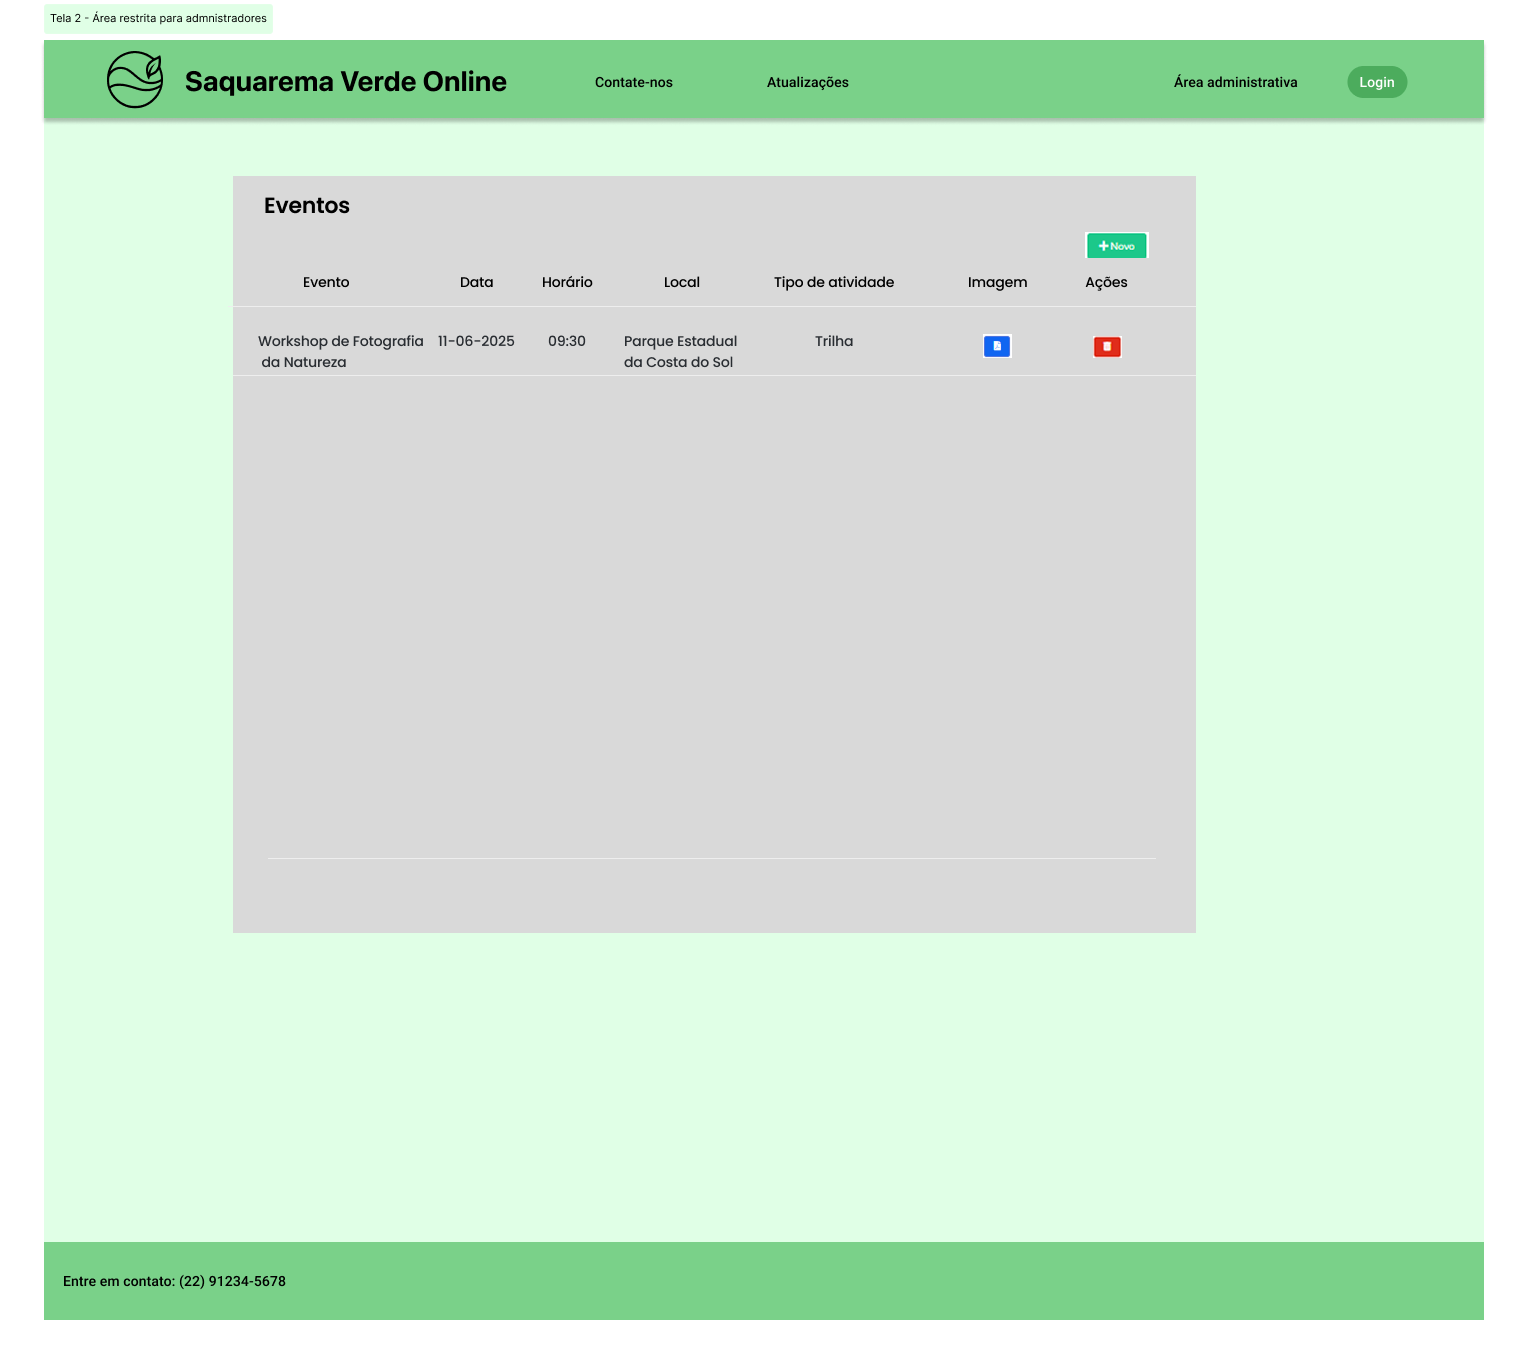 Tela 2 - Área restrita para admnistradores
Saquarema Verde Online
Contate-nos
Atualizações
Área administrativa
Login
Eventos
Novo
Evento Data Horário Local Tipo de atividade Imagem Ações
Workshop de Fotografia 11-06-2025 09:30 Parque Estadual Trilha
da Natureza da Costa do Sol
Entre em contato: (22) 91234-5678